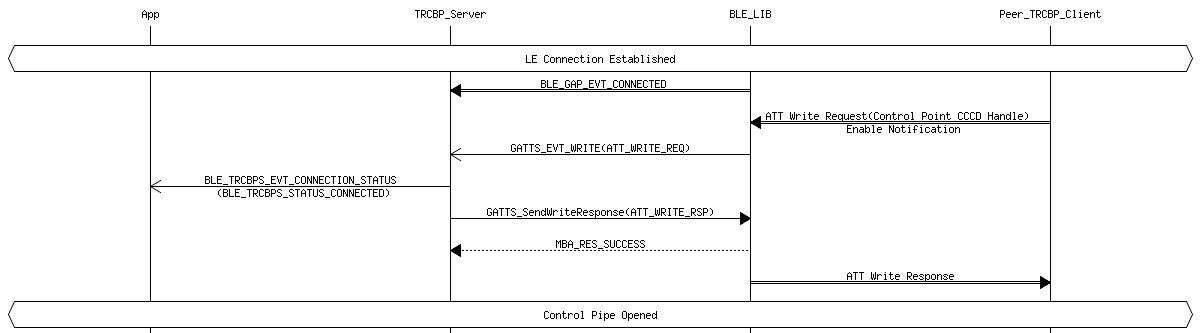 App TRCBP_Server BLE_LIB Peer_TRCBP_Client
LE Connection Established
BLE_GAP_EVT_CONNECTED
ATT Write Request(Control Point CCCD Handle)
Enable Notification
GATTS_EVT_WRITE(ATT_WRITE_REQ)
BLE_TRCBPS_EVT_CONNECTION_STATUS
(BLE_TRCBPS_STATUS_CONNECTED)
GATTS_SendWriteResponse(ATT_WRITE_RSP)
MBA_RES_SUCCESS
ATT Write Response
Control Pipe Opened